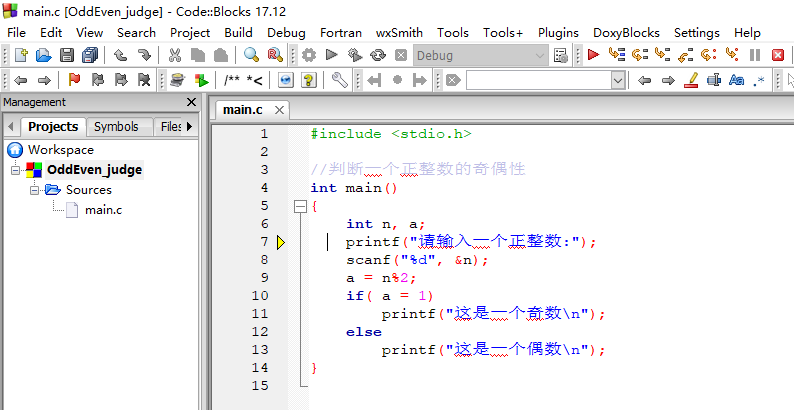 main.c [OddEven_judge] - Code::Blocks 17.12
File Edit View Search Project Build Debug Fortran wxSmith Tools Tools+ Plugins DoxyBlocks Settings Help
Debug
/** *<
Management
main.c
Projects Symbols Files
Workspace
OddEven_judge
Sources
main.c
1 #include <stdio.h>
2
3 //判断一个正整数的奇偶性
4 int main()
5 {
6 int n, a;
7 printf("请输入一个正整数:");
8 scanf("%d", &n);
9 a = n%2;
10 if( a = 1)
11 printf("这是一个奇数\n");
12 else
13 printf("这是一个偶数\n");
14 }
15